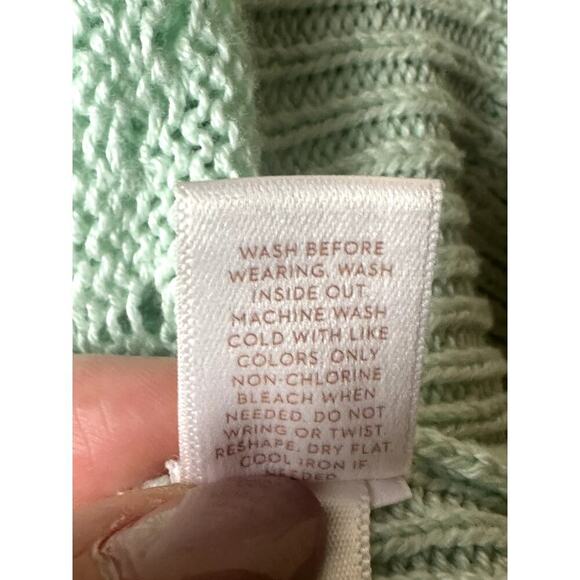 WASH BEFORE
WEARING. WASH
INSIDE OUT.
MACHINE WASH
COLD WITH LIKE
COLORS. ONLY
NON-CHLORINE
BLEACH WHEN
NEEDED. DO NOT
WRING OR TWIST.
RESHAPE. DRY FLAT.
COOL IRON IF
NEEDED